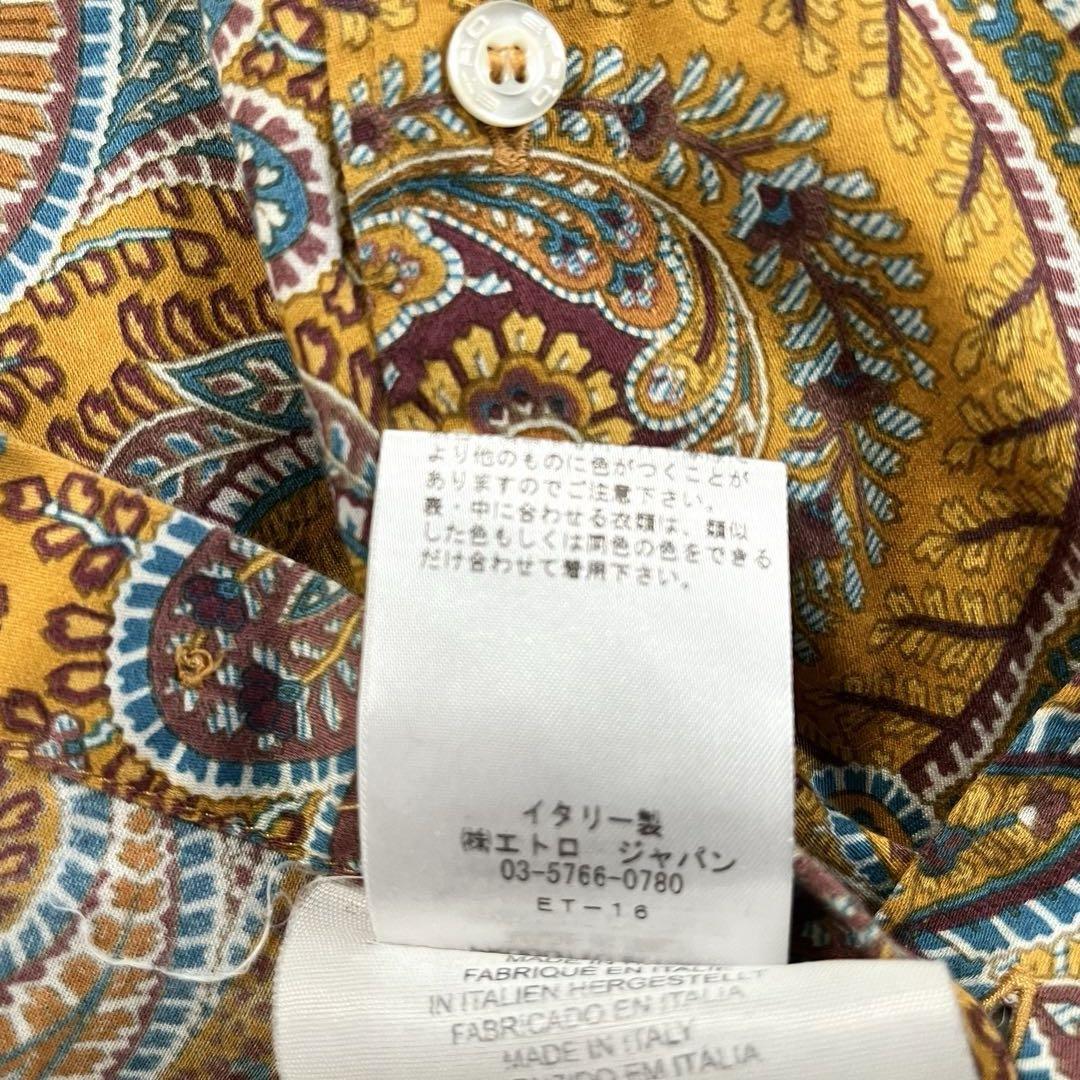 ETRO
より他のものに色がつくことが
ありますのでご注意下さい。
表・中に合わせる衣類は、類似
した色もしくは同色の色をできる
だけ合わせて着用下さい。
イタリー製
㈱エトロ ジャパン
03-5766-0780
ET-16
MADE IN
FABRIQUÉ EN ITALIE
IN ITALIEN HERGESTELLT
FABRICADO EN ITALIA
MADE IN ITALY
EM ITÁLIA